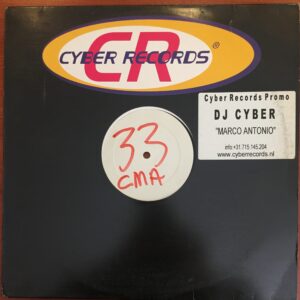 CR
CYBER RECORDS®
33
CMA
Cyber Records Promo
DJ CYBER
"MARCO ANTONIO"
info:+31.715.145.204
www.cyberrecords.nl